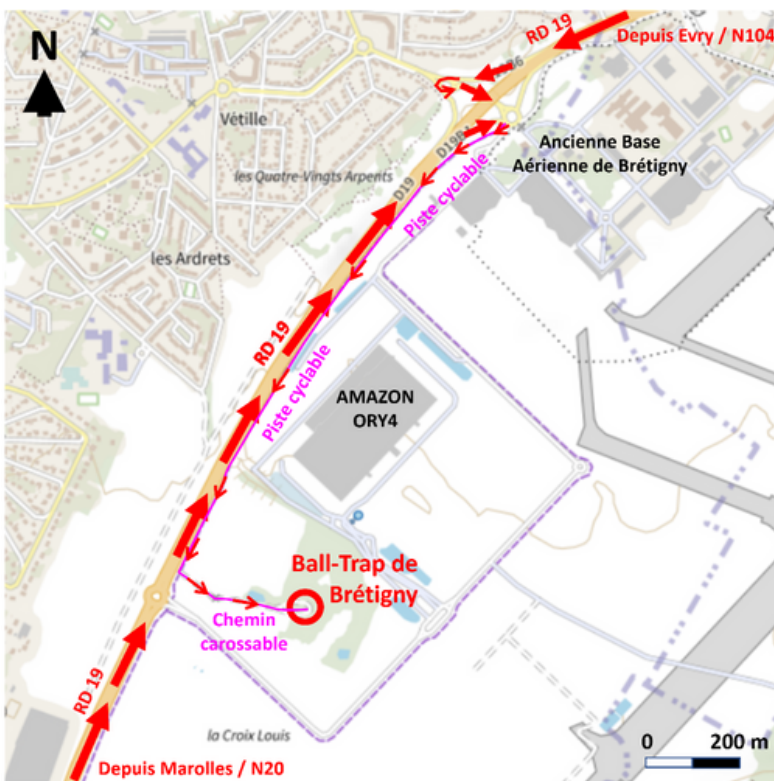 N
RD 19
Depuis Evry / N104
Vétille
D19B
Ancienne Base
Aérienne de Brétigny
les Quatre-Vingts Arpents
D19
Piste cyclable
les Ardrets
RD 19
AMAZON
ORY4
Piste cyclable
Ball-Trap de
Brétigny
Chemin
carossable
RD 19
la Croix Louis
0 200 m
Depuis Marolles / N20